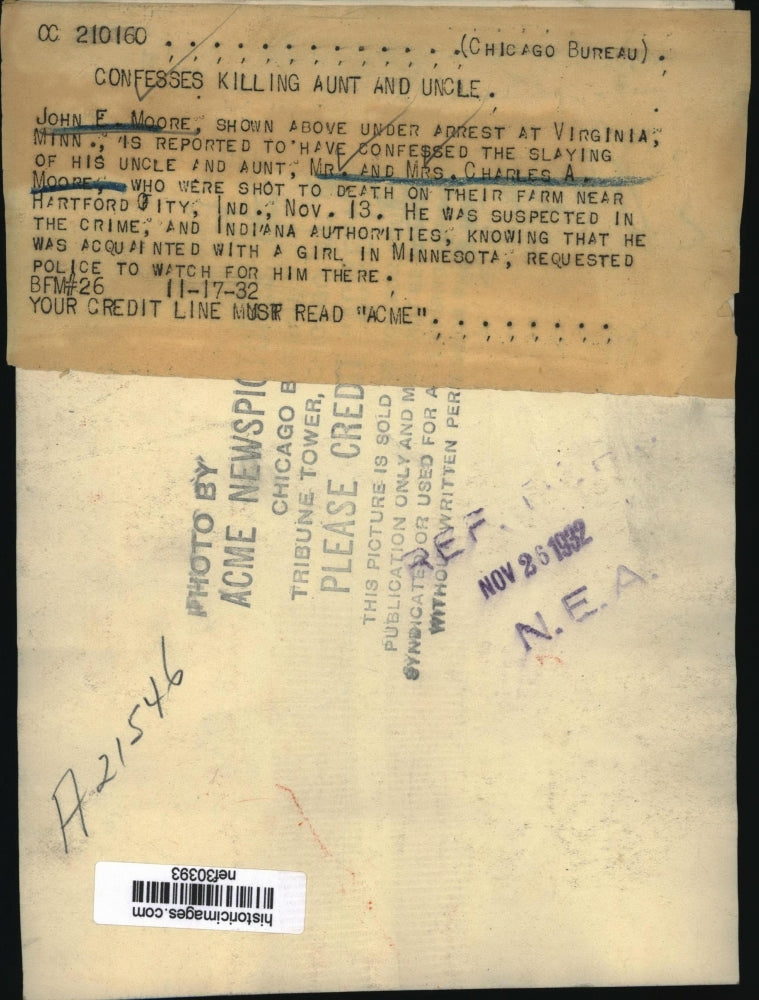 CC 210160 . . . . . . . . . . . . . . (CHICAGO BUREAU).
CONFESSES KILLING AUNT AND UNCLE.
JOHN E. MOORE, SHOWN ABOVE UNDER ARREST AT VIRGINIA,
MINN., IS REPORTED TO HAVE CONFESSED THE SLAYING
OF HIS UNCLE AND AUNT, MR. AND MRS. CHARLES A.
MOORE, WHO WERE SHOT TO DEATH ON THEIR FARM NEAR
HARTFORD CITY, IND., NOV. 13. HE WAS SUSPECTED IN
THE CRIME, AND INDIANA AUTHORITIES, KNOWING THAT HE
WAS ACQUAINTED WITH A GIRL IN MINNESOTA, REQUESTED
POLICE TO WATCH FOR HIM THERE.
BFM#26 11-17-32
YOUR CREDIT LINE MUST READ "ACME". . . . . . . . .
PHOTO BY
ACME NEWSPIC
CHICAGO B
TRIBUNE TOWER,
PLEASE CRED
THIS PICTURE IS SOLD
PUBLICATION ONLY AND M
SYNDICATED OR USED FOR A
WITHOUT WRITTEN PER
REF.
NOV 26 1932
N.E.A.
A21546
historicimages.com
nef30393